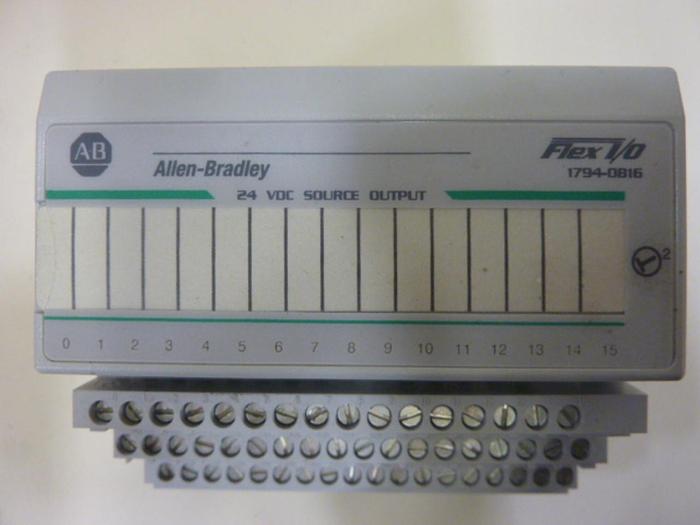 AB
Allen-Bradley
Flex I/O
1794-OB16
24 VDC SOURCE OUTPUT
2
0 1 2 3 4 5 6 7 8 9 10 11 12 13 14 15